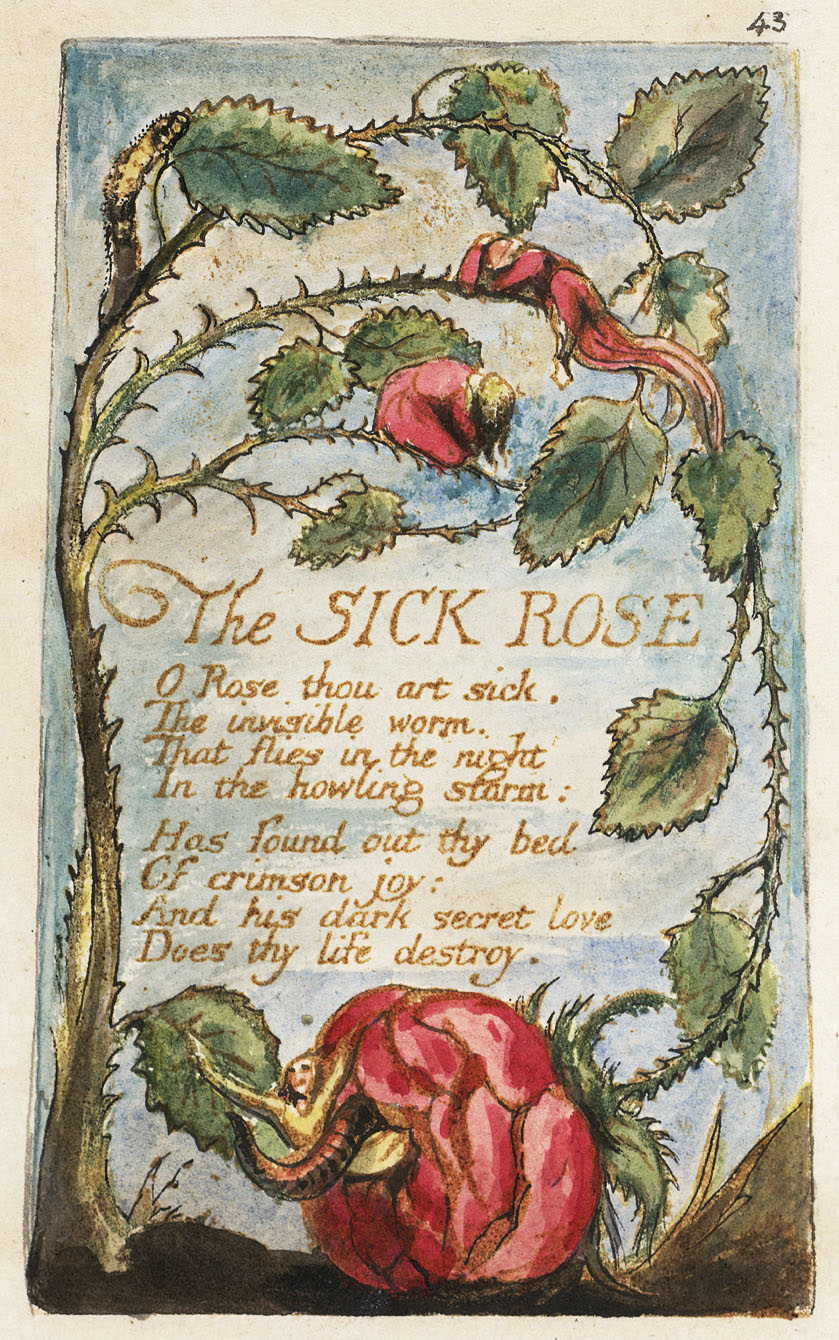 43
The SICK ROSE
O Rose thou art sick.
The invisible worm.
That flies in the night
In the howling storm:
Has found out thy bed
Of crimson joy:
And his dark secret love
Does thy life destroy.